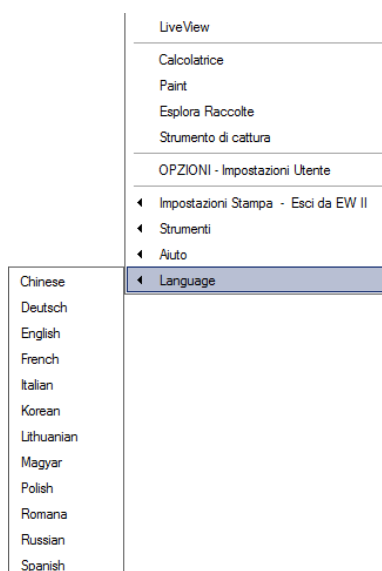 LiveView
Calcolatrice
Paint
Esplora Raccolte
Strumento di cattura
OPZIONI - Impostazioni Utente
Impostazioni Stampa - Esci da EW II
Strumenti
Aiuto
Language
Chinese
Deutsch
English
French
Italian
Korean
Lithuanian
Magyar
Polish
Romana
Russian
Spanish